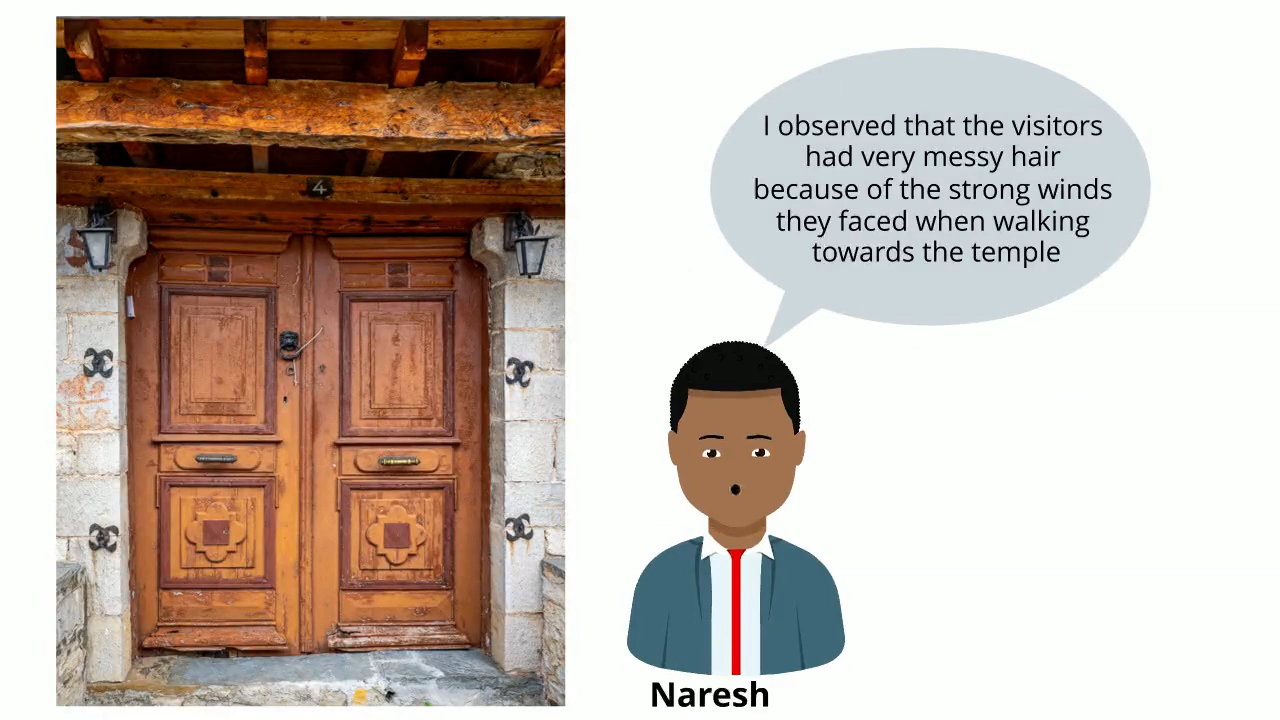 4
I observed that the visitors
had very messy hair
because of the strong winds
they faced when walking
towards the temple
Naresh